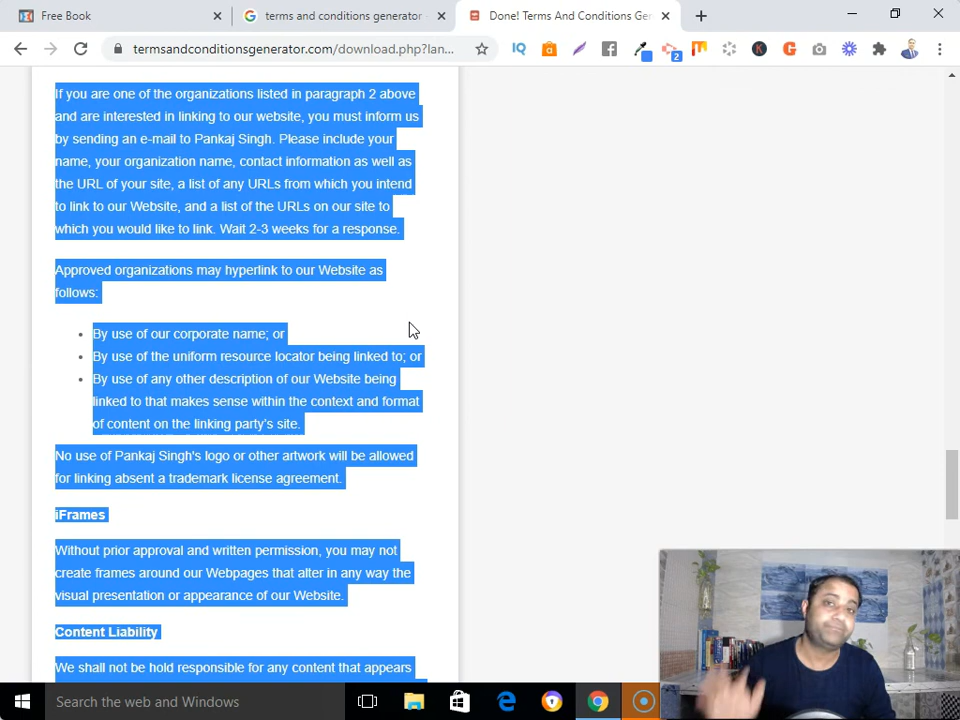 Free Book
terms and conditions generator -
Done! Terms And Conditions Gen
termsandconditionsgenerator.com/download.php?lan...
2
If you are one of the organizations listed in paragraph 2 above
and are interested in linking to our website, you must inform us
by sending an e-mail to Pankaj Singh. Please include your
name, your organization name, contact information as well as
the URL of your site, a list of any URLs from which you intend
to link to our Website, and a list of the URLs on our site to
which you would like to link. Wait 2-3 weeks for a response.
Approved organizations may hyperlink to our Website as
follows:
By use of our corporate name; or
By use of the uniform resource locator being linked to; or
By use of any other description of our Website being
linked to that makes sense within the context and format
of content on the linking party's site.
No use of Pankaj Singh's logo or other artwork will be allowed
for linking absent a trademark license agreement.
iFrames
Without prior approval and written permission, you may not
create frames around our Webpages that alter in any way the
visual presentation or appearance of our Website.
Content Liability
We shall not be hold responsible for any content that appears
Search the web and Windows